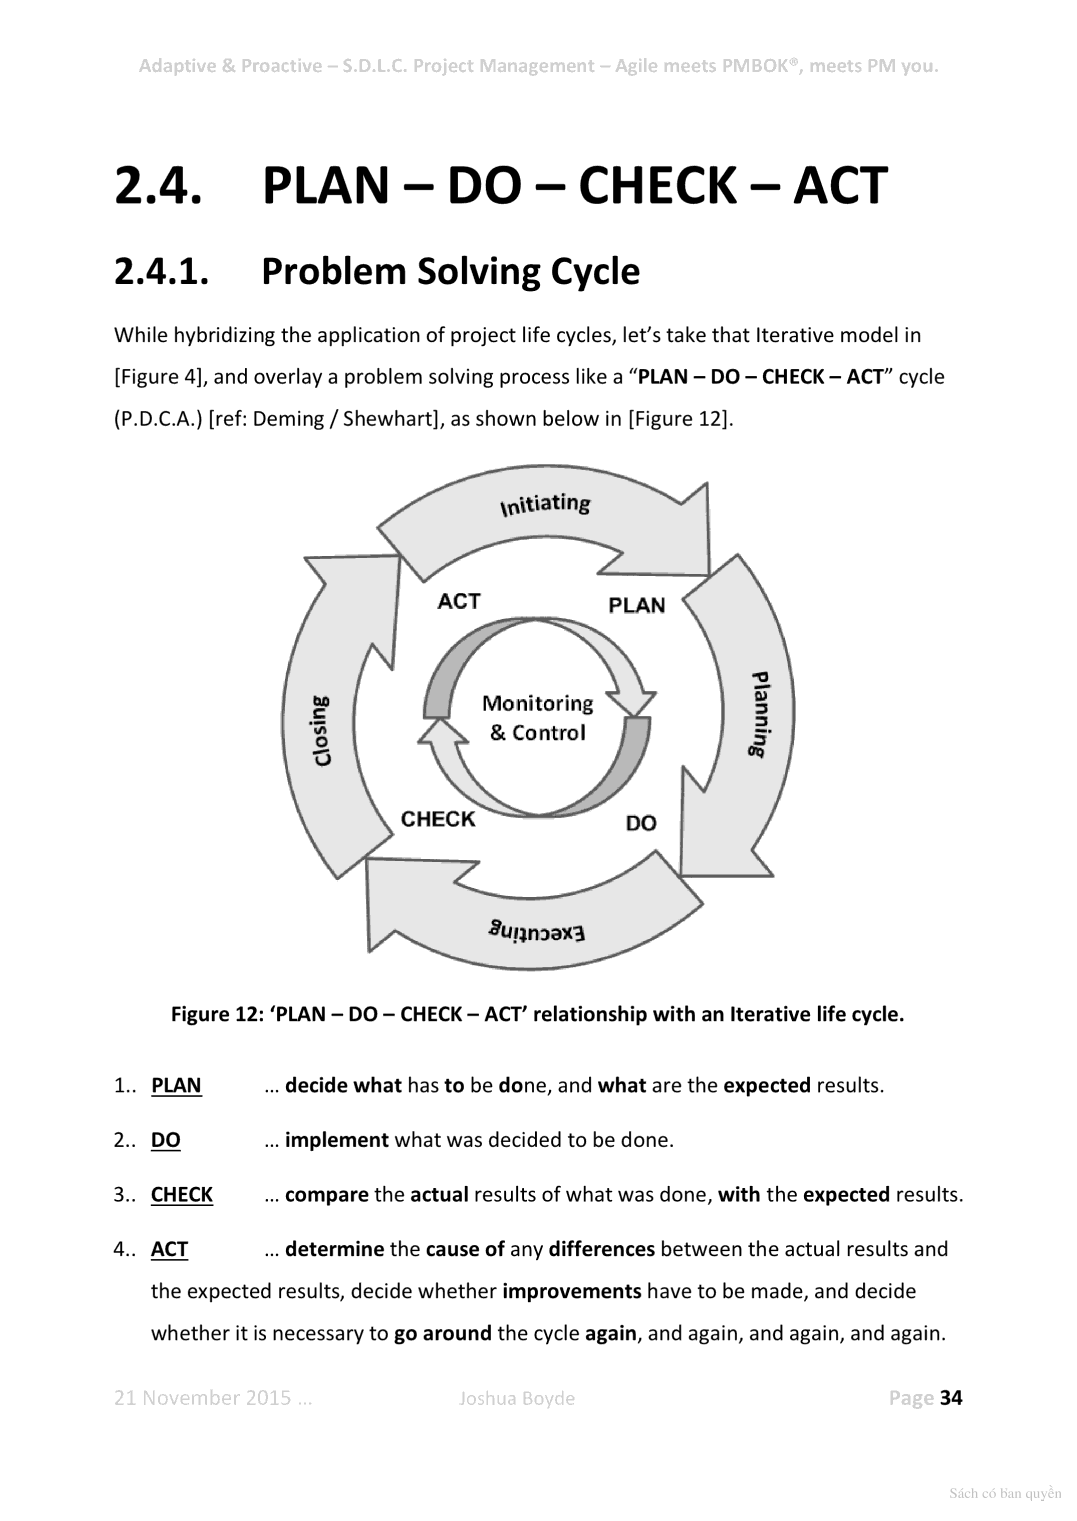 Adaptive & Proactive – S.D.L.C. Project Management – Agile meets PMBOK®, meets PM you.
2.4. PLAN – DO – CHECK – ACT
2.4.1. Problem Solving Cycle
While hybridizing the application of project life cycles, let’s take that Iterative model in
[Figure 4], and overlay a problem solving process like a “PLAN – DO – CHECK – ACT” cycle
(P.D.C.A.) [ref: Deming / Shewhart], as shown below in [Figure 12].
Initiating
ACT
PLAN
Closing
Monitoring
& Control
Planning
CHECK
DO
Executing
Figure 12: ‘PLAN – DO – CHECK – ACT’ relationship with an Iterative life cycle.
1.. PLAN … decide what has to be done, and what are the expected results.
2.. DO … implement what was decided to be done.
3.. CHECK … compare the actual results of what was done, with the expected results.
4.. ACT … determine the cause of any differences between the actual results and
the expected results, decide whether improvements have to be made, and decide
whether it is necessary to go around the cycle again, and again, and again, and again.
21 November 2015 … Joshua Boyde Page 34
Sách có bản quyền